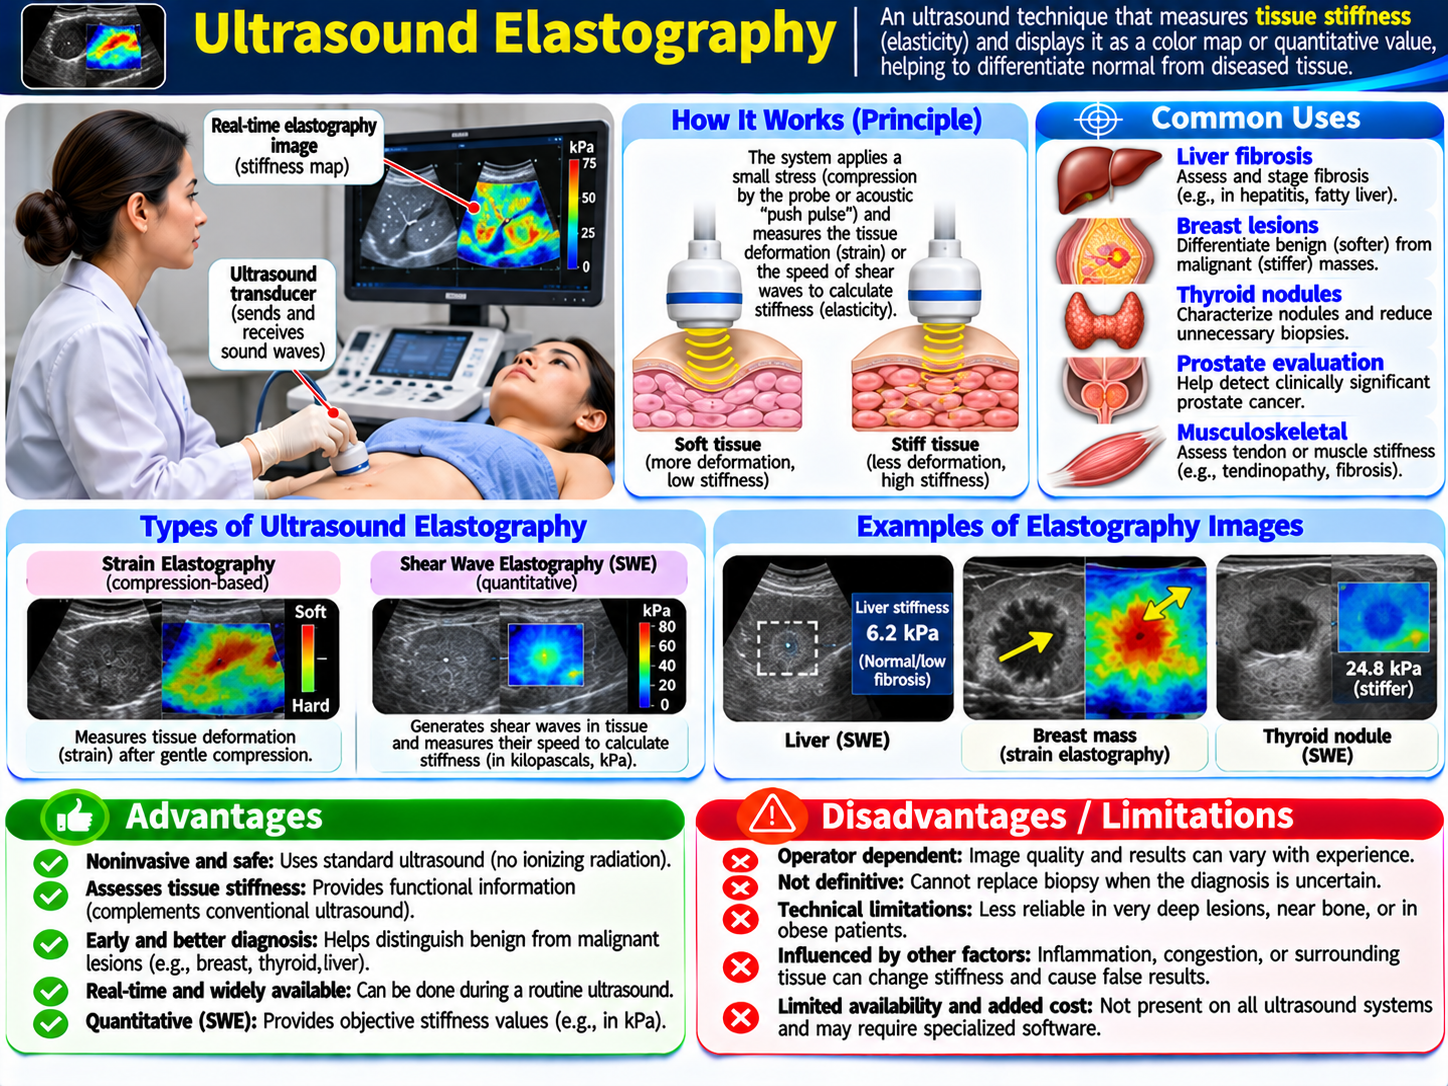 Ultrasound Elastography
An ultrasound technique that measures tissue stiffness
(elasticity) and displays it as a color map or quantitative value,
helping to differentiate normal from diseased tissue.
Real-time elastography
image
(stiffness map)
kPa
75
50
25
0
Ultrasound
transducer
(sends and
receives
sound waves)
How It Works (Principle)
The system applies a
small stress (compression
by the probe or acoustic
“push pulse”) and
measures the tissue
deformation (strain) or
the speed of shear
waves to calculate
stiffness (elasticity).
Soft tissue
(more deformation,
low stiffness)
Stiff tissue
(less deformation,
high stiffness)
Common Uses
Liver fibrosis
Assess and stage fibrosis
(e.g., in hepatitis, fatty liver).
Breast lesions
Differentiate benign (softer) from
malignant (stiffer) masses.
Thyroid nodules
Characterize nodules and reduce
unnecessary biopsies.
Prostate evaluation
Help detect clinically significant
prostate cancer.
Musculoskeletal
Assess tendon or muscle stiffness
(e.g., tendinopathy, fibrosis).
Types of Ultrasound Elastography
Strain Elastography
(compression-based)
Soft
Hard
Measures tissue deformation
(strain) after gentle compression.
Shear Wave Elastography (SWE)
(quantitative)
kPa
80
60
40
20
0
Generates shear waves in tissue
and measures their speed to calculate
stiffness (in kilopascals, kPa).
Examples of Elastography Images
Liver stiffness
6.2 kPa
(Normal/low
fibrosis)
Liver (SWE)
Breast mass
(strain elastography)
24.8 kPa
(stiffer)
Thyroid nodule
(SWE)
Advantages
Noninvasive and safe: Uses standard ultrasound (no ionizing radiation).
Assesses tissue stiffness: Provides functional information
(complements conventional ultrasound).
Early and better diagnosis: Helps distinguish benign from malignant
lesions (e.g., breast, thyroid,liver).
Real-time and widely available: Can be done during a routine ultrasound.
Quantitative (SWE): Provides objective stiffness values (e.g., in kPa).
Disadvantages / Limitations
Operator dependent: Image quality and results can vary with experience.
Not definitive: Cannot replace biopsy when the diagnosis is uncertain.
Technical limitations: Less reliable in very deep lesions, near bone, or in
obese patients.
Influenced by other factors: Inflammation, congestion, or surrounding
tissue can change stiffness and cause false results.
Limited availability and added cost: Not present on all ultrasound systems
and may require specialized software.